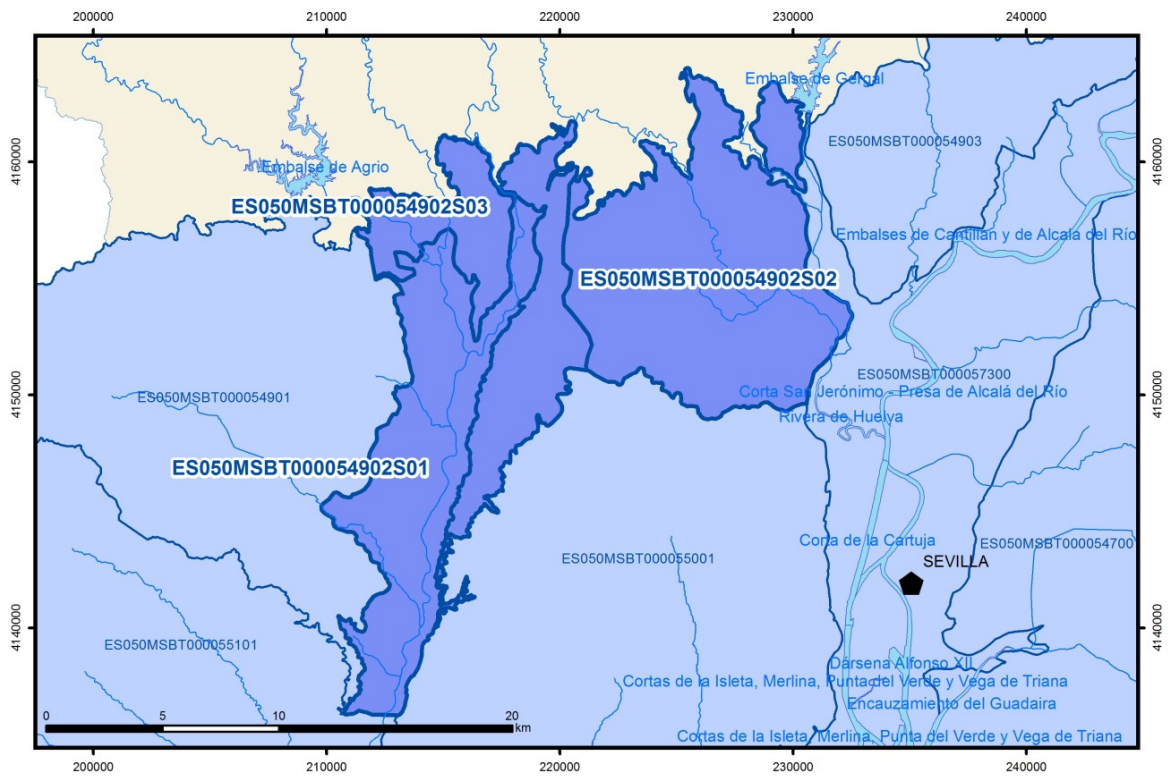 200000 210000 220000 230000 240000
Embalse de Gergal
4160000 4160000
ES050MSBT000054903
Embalse de Agrio
ES050MSBT000054902S03
Embalses de Cantillan y de Alcalá del Río
ES050MSBT000054902S02
ES050MSBT000057300
Corta San Jerónimo - Presa de Alcalá del Río
4150000 4150000
ES050MSBT000054901
Rivera de Huelva
ES050MSBT000054902S01
Corta de la Cartuja
ES050MSBT000054700
ES050MSBT000055001
SEVILLA
4140000 4140000
ES050MSBT000055101
Dársena Alfonso XII
Cortas de la Isleta, Merlina, Punta del Verde y Vega de Triana
Encauzamiento del Guadaira
0 5 10 20
km
Cortas de la Isleta, Merlina, Punta del Verde y Vega de Triana
200000 210000 220000 230000 240000